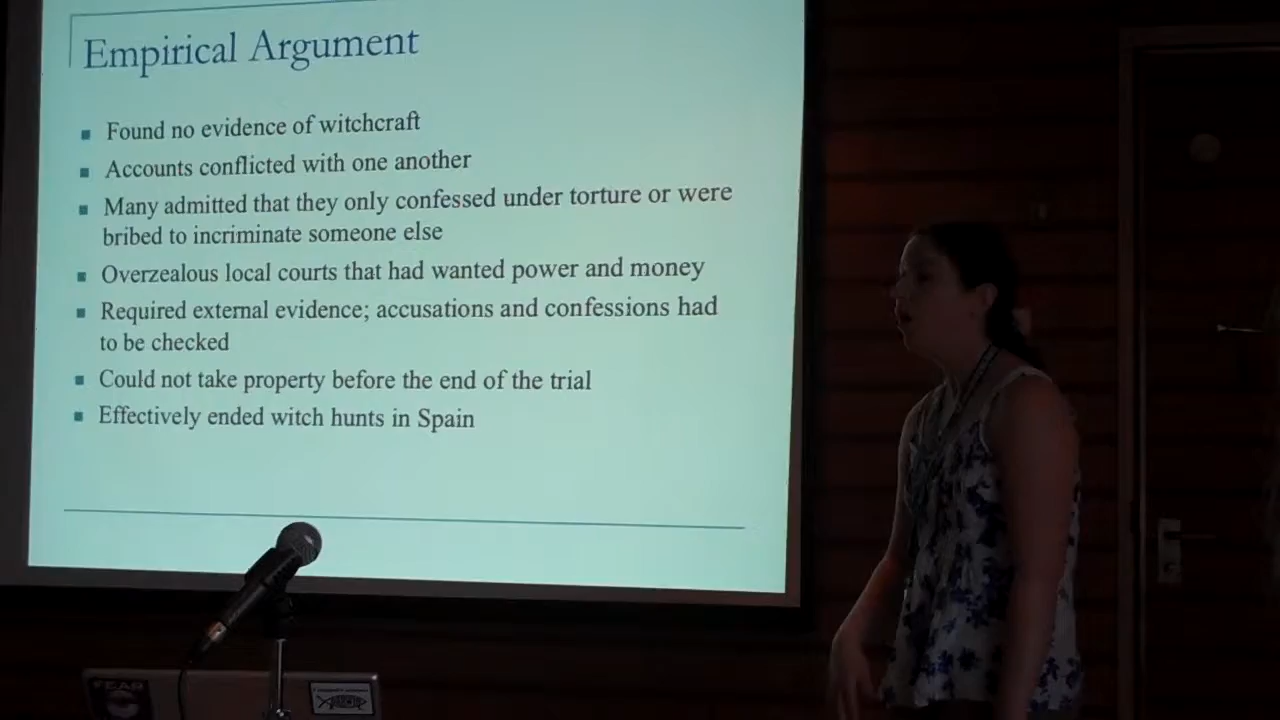 Empirical Argument
Found no evidence of witchcraft
Accounts conflicted with one another
Many admitted that they only confessed under torture or were
bribed to incriminate someone else
Overzealous local courts that had wanted power and money
Required external evidence; accusations and confessions had
to be checked
Could not take property before the end of the trial
Effectively ended witch hunts in Spain
FEAR